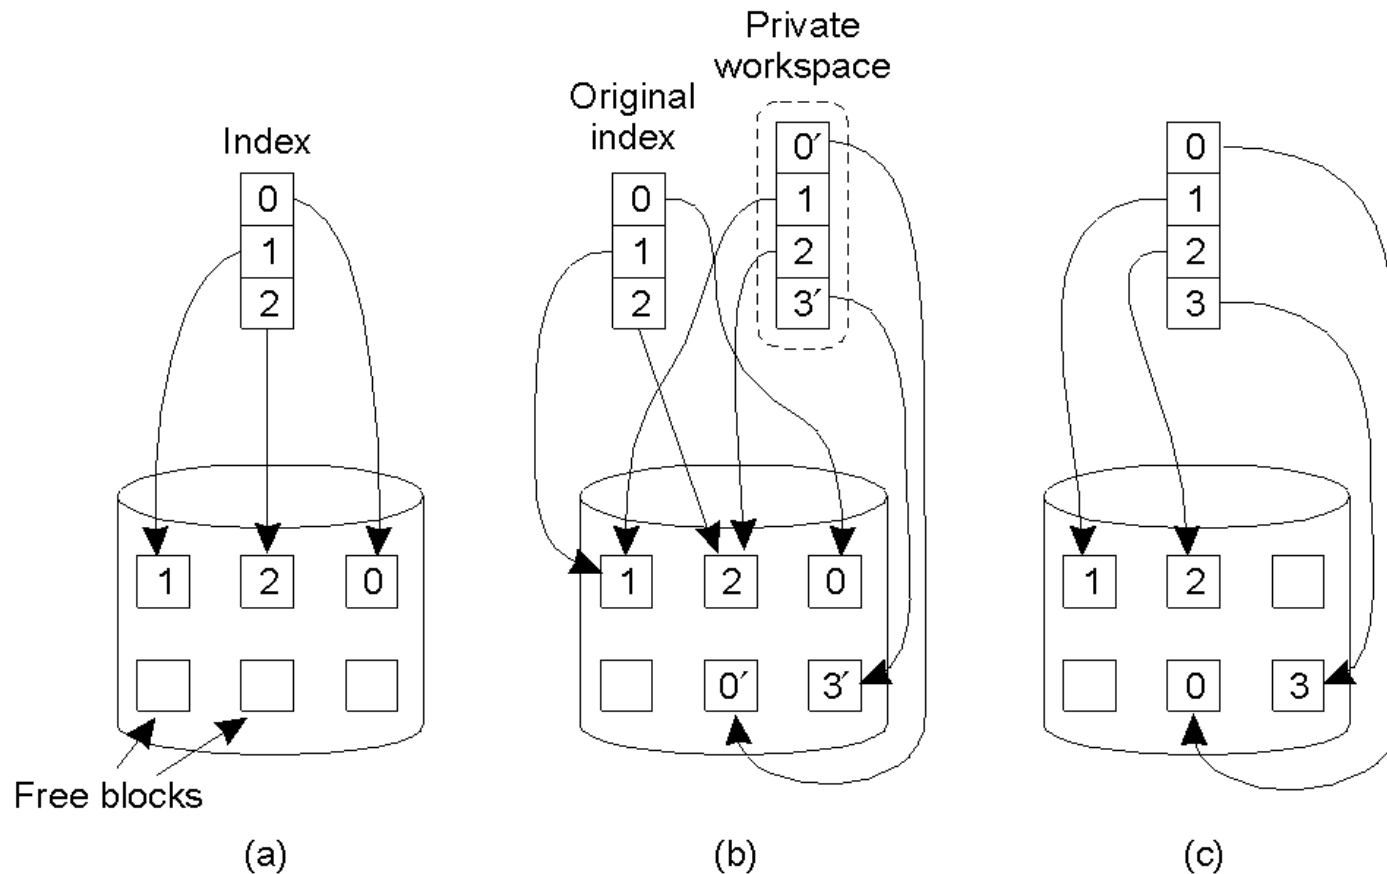 Private
workspace
Original
index
Index
0
1
2
0
1
2
0′
1
2
3′
0
1
2
3
1 2 0
1 2 0
1 2
0′ 3′
0 3
Free blocks
(a)
(b)
(c)